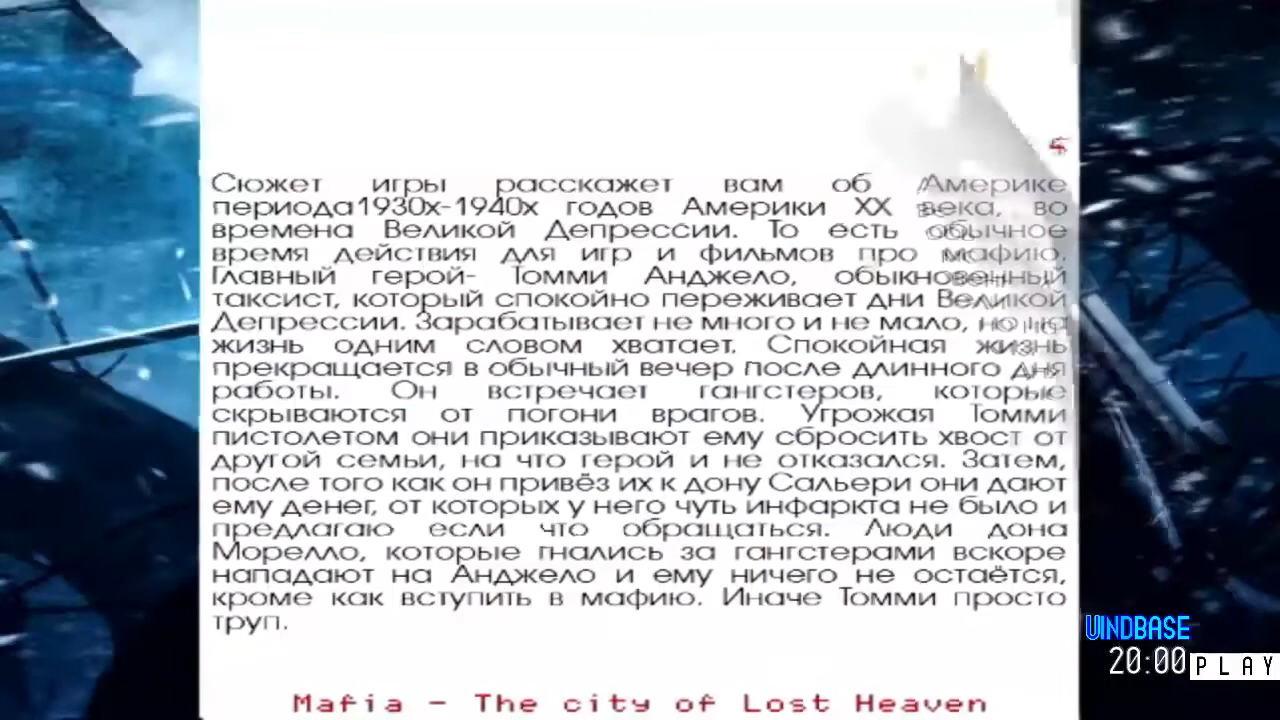 Сюжет игры расскажет вам об Америке
периода1930х-1940х годов Америки XX века, во
времена Великой Депрессии. То есть обычное
время действия для игр и фильмов про мафию.
Главный герой- Томми Анджело, обыкновенный
таксист, который спокойно переживает дни Великой
Депрессии. Зарабатывает не много и не мало, но на
жизнь одним словом хватает. Спокойная жизнь
прекращается в обычный вечер после длинного дня
работы. Он встречает гангстеров, которые
скрываются от погони врагов. Угрожая Томми
пистолетом они приказывают ему сбросить хвост от
другой семьи, на что герой и не отказался. Затем,
после того как он привёз их к дону Сальери они дают
ему денег, от которых у него чуть инфаркта не было и
предлагаю если что обращаться. Люди дона
Морелло, которые гнались за гангстерами вскоре
нападают на Анджело и ему ничего не остаётся,
кроме как вступить в мафию. Иначе Томми просто
труп.
Mafia - The city of Lost Heaven
UINDBASE
20:00 PLAY